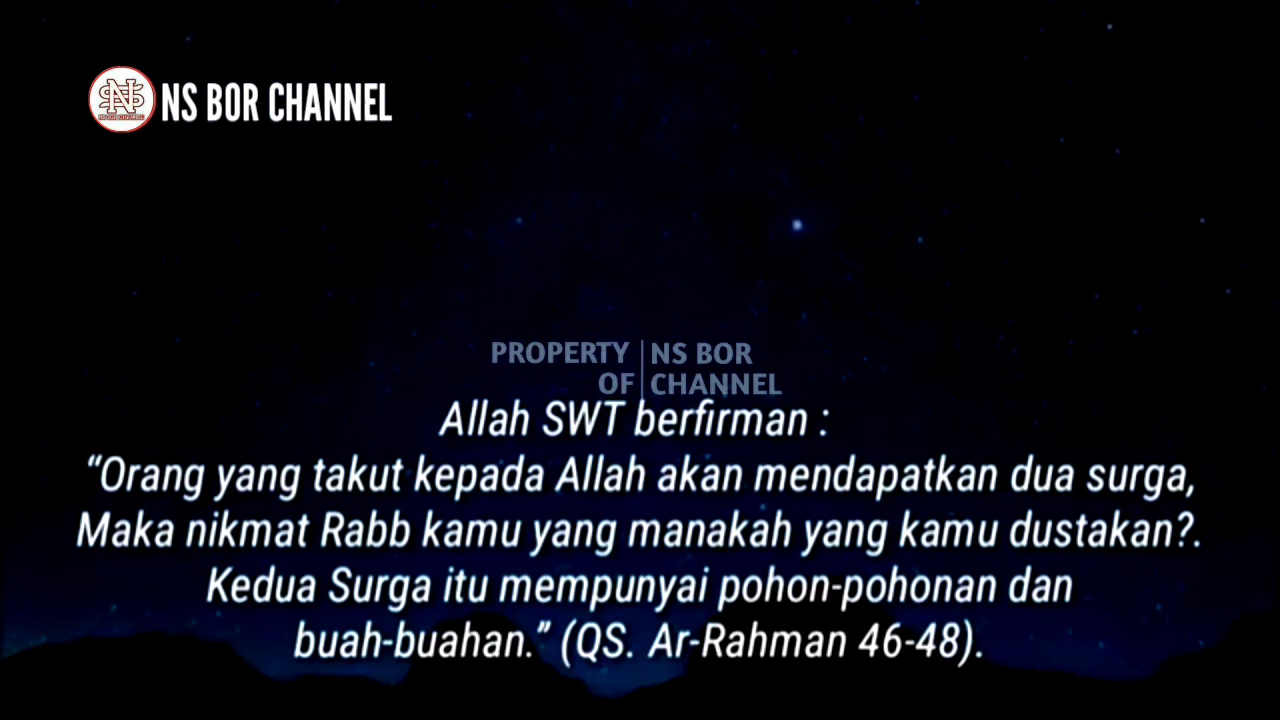 NS BOR CHANNEL
PROPERTY OF
NS BOR CHANNEL
Allah SWT berfirman :
“Orang yang takut kepada Allah akan mendapatkan dua surga,
Maka nikmat Rabb kamu yang manakah yang kamu dustakan?.
Kedua Surga itu mempunyai pohon-pohonan dan
buah-buahan.” (QS. Ar-Rahman 46-48).